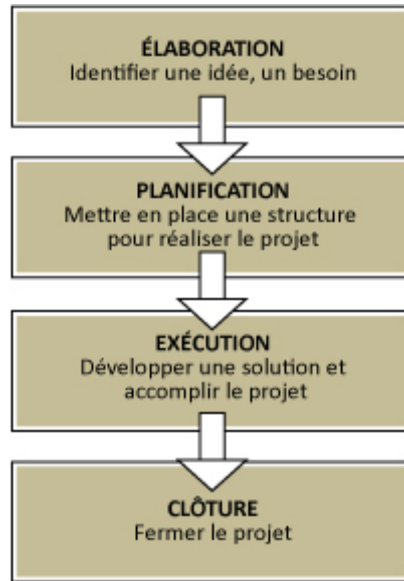 ÉLABORATION
Identifier une idée, un besoin
PLANIFICATION
Mettre en place une structure
pour réaliser le projet
EXÉCUTION
Développer une solution et
accomplir le projet
CLÔTURE
Fermer le projet